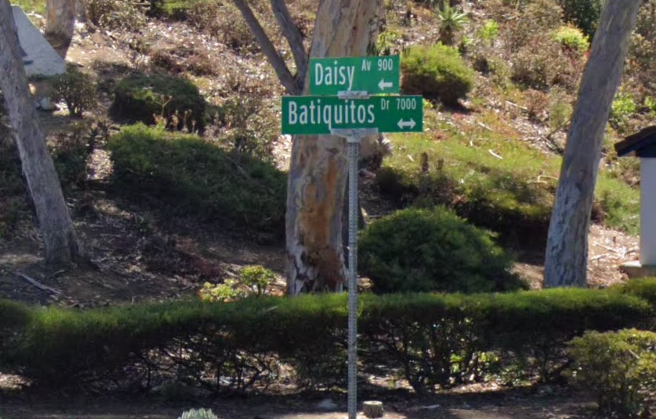 Daisy Av 900 ←
Batiquitos Dr 7000 ↔